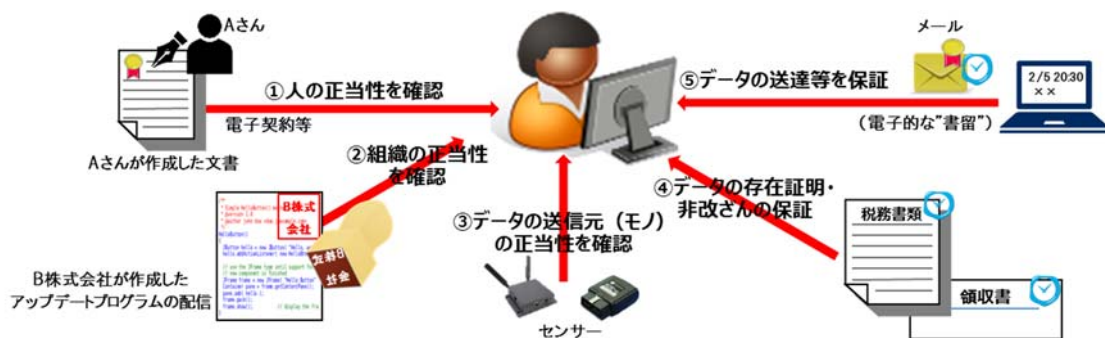 Aさん
①人の正当性を確認
電子契約等
Aさんが作成した文書
②組織の正当性
を確認
B株式
会社
B株式
会社
B株式会社が作成した
アップデートプログラムの配信
③データの送信元（モノ）
の正当性を確認
センサー
④データの存在証明・
非改ざんの保証
税務書類
領収書
メール
⑤データの送達等を保証
（電子的な"書留"）
2/5 20:30
××